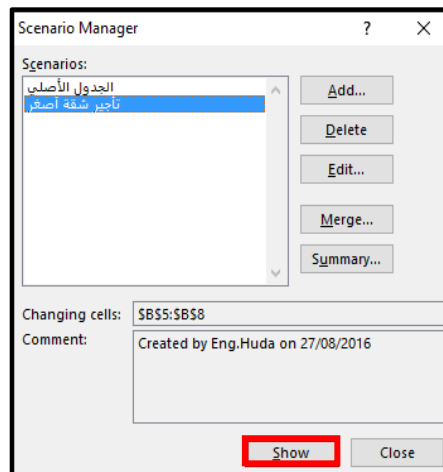 Scenario Manager ?
Scenarios:
الجدول الأصلي
تأجير شقة أصغر
Add...
Delete
Edit...
Merge...
Summary...
Changing cells: $B$5:$B$8
Comment: Created by Eng.Huda on 27/08/2016
Show Close